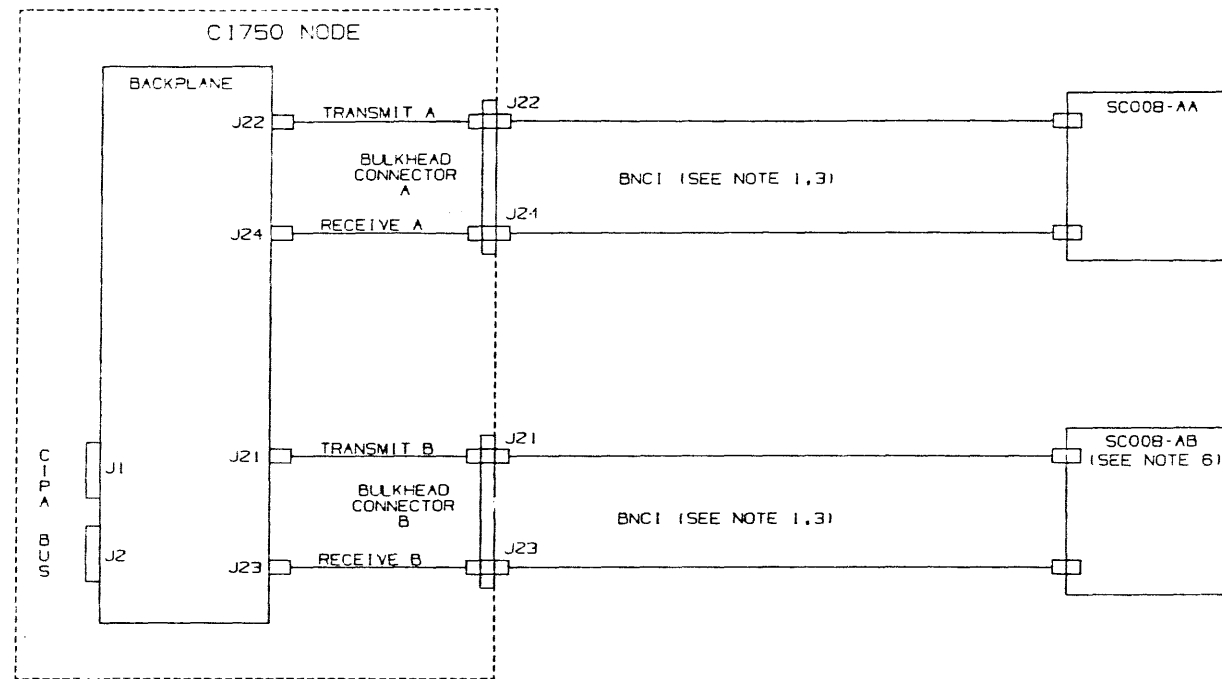 CI750 NODE
BACKPLANE
J22
TRANSMIT A
J22
SC008-AA
BULKHEAD
CONNECTOR
A
BNCI (SEE NOTE 1,3)
J24
RECEIVE A
J24
J21
TRANSMIT B
J21
SC008-AB
(SEE NOTE 6)
CIPA BUS
J1
BULKHEAD
CONNECTOR
B
BNCI (SEE NOTE 1,3)
J2
J23
RECEIVE B
J23